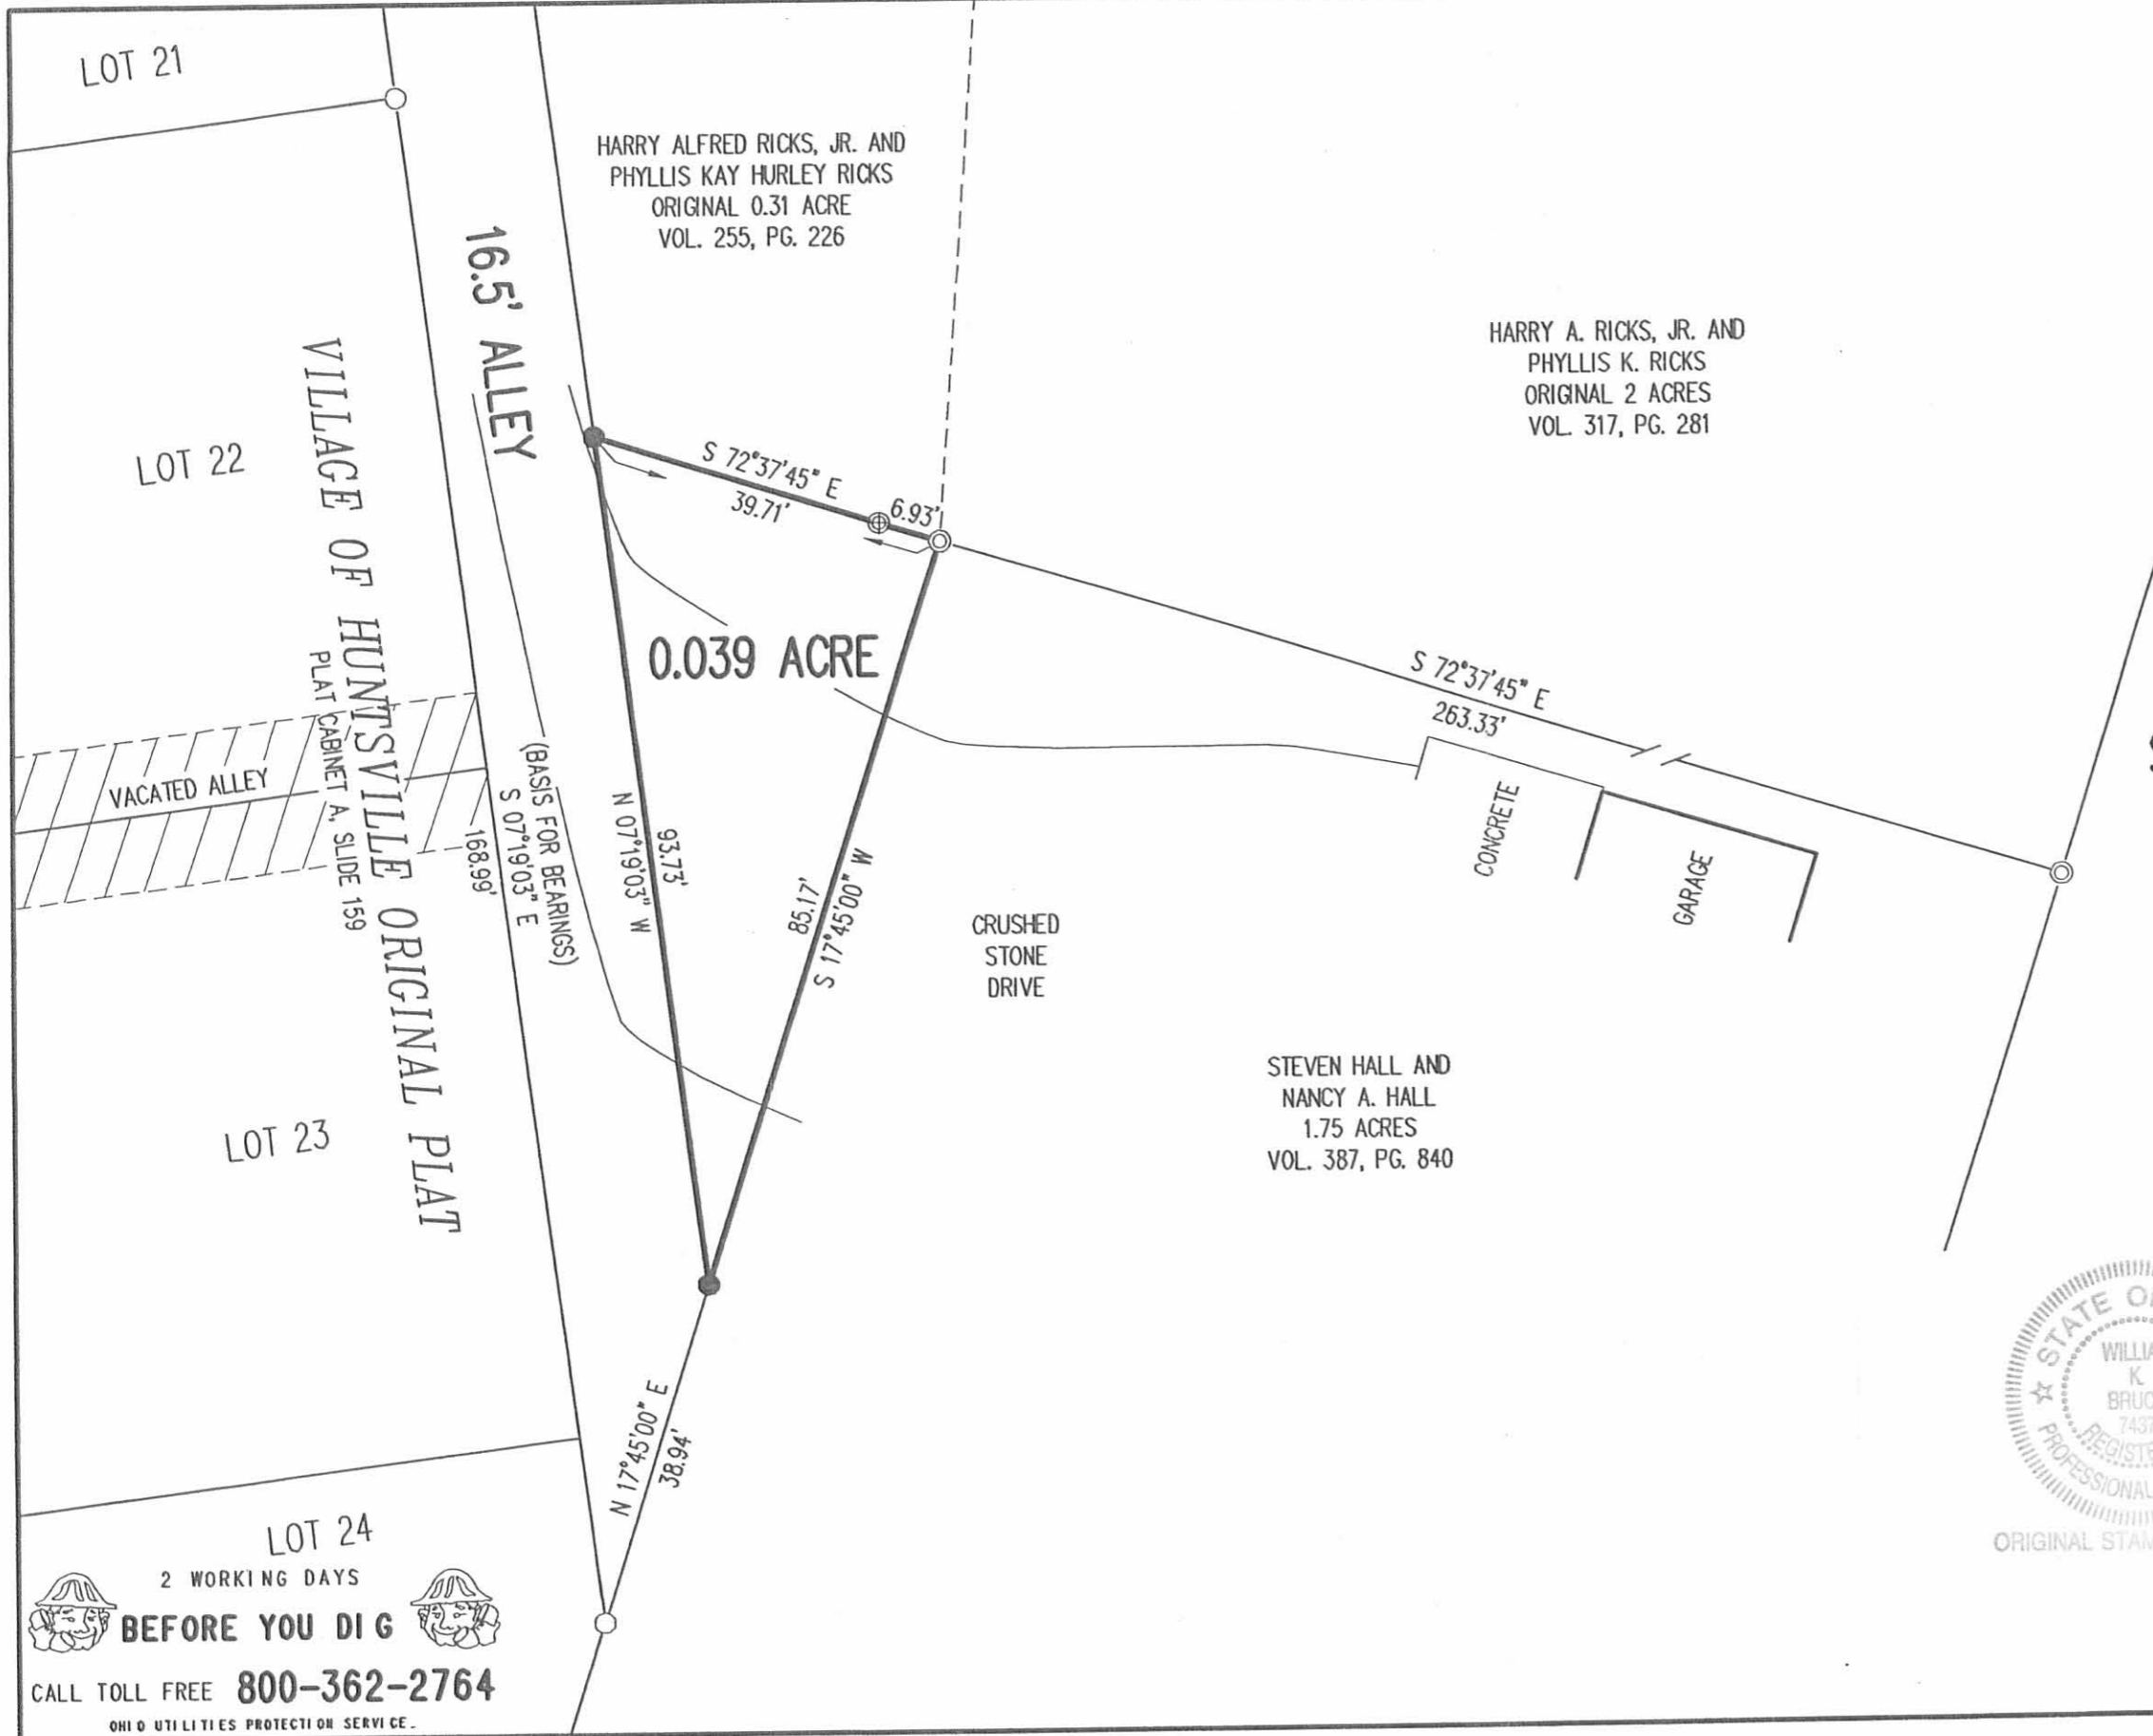 LOT 21
HARRY ALFRED RICKS, JR. AND
PHYLLIS KAY HURLEY RICKS
ORIGINAL 0.31 ACRE
VOL. 255, PG. 226
16.5' ALLEY
HARRY A. RICKS, JR. AND
PHYLLIS K. RICKS
ORIGINAL 2 ACRES
VOL. 317, PG. 281
LOT 22
VILLAGE OF HUNTSVILLE ORIGINAL PLAT
PLAT CABINET A, SLIDE 159
S 72°37'45" E
39.71'
6.93'
0.039 ACRE
S 72°37'45" E
263.33'
VACATED ALLEY
(BASIS FOR BEARINGS)
S 07°19'03" E
168.99'
93.73'
N 07°19'03" W
85.17'
S 17°45'00" W
CONCRETE
GARAGE
CRUSHED
STONE
DRIVE
STEVEN HALL AND
NANCY A. HALL
1.75 ACRES
VOL. 387, PG. 840
LOT 23
N 17°45'00" E
38.94'
LOT 24
2 WORKING DAYS
BEFORE YOU DIG
CALL TOLL FREE 800-362-2764
OHIO UTILITIES PROTECTION SERVICE.
STATE
K
PROFESSIONAL
ORIGINAL